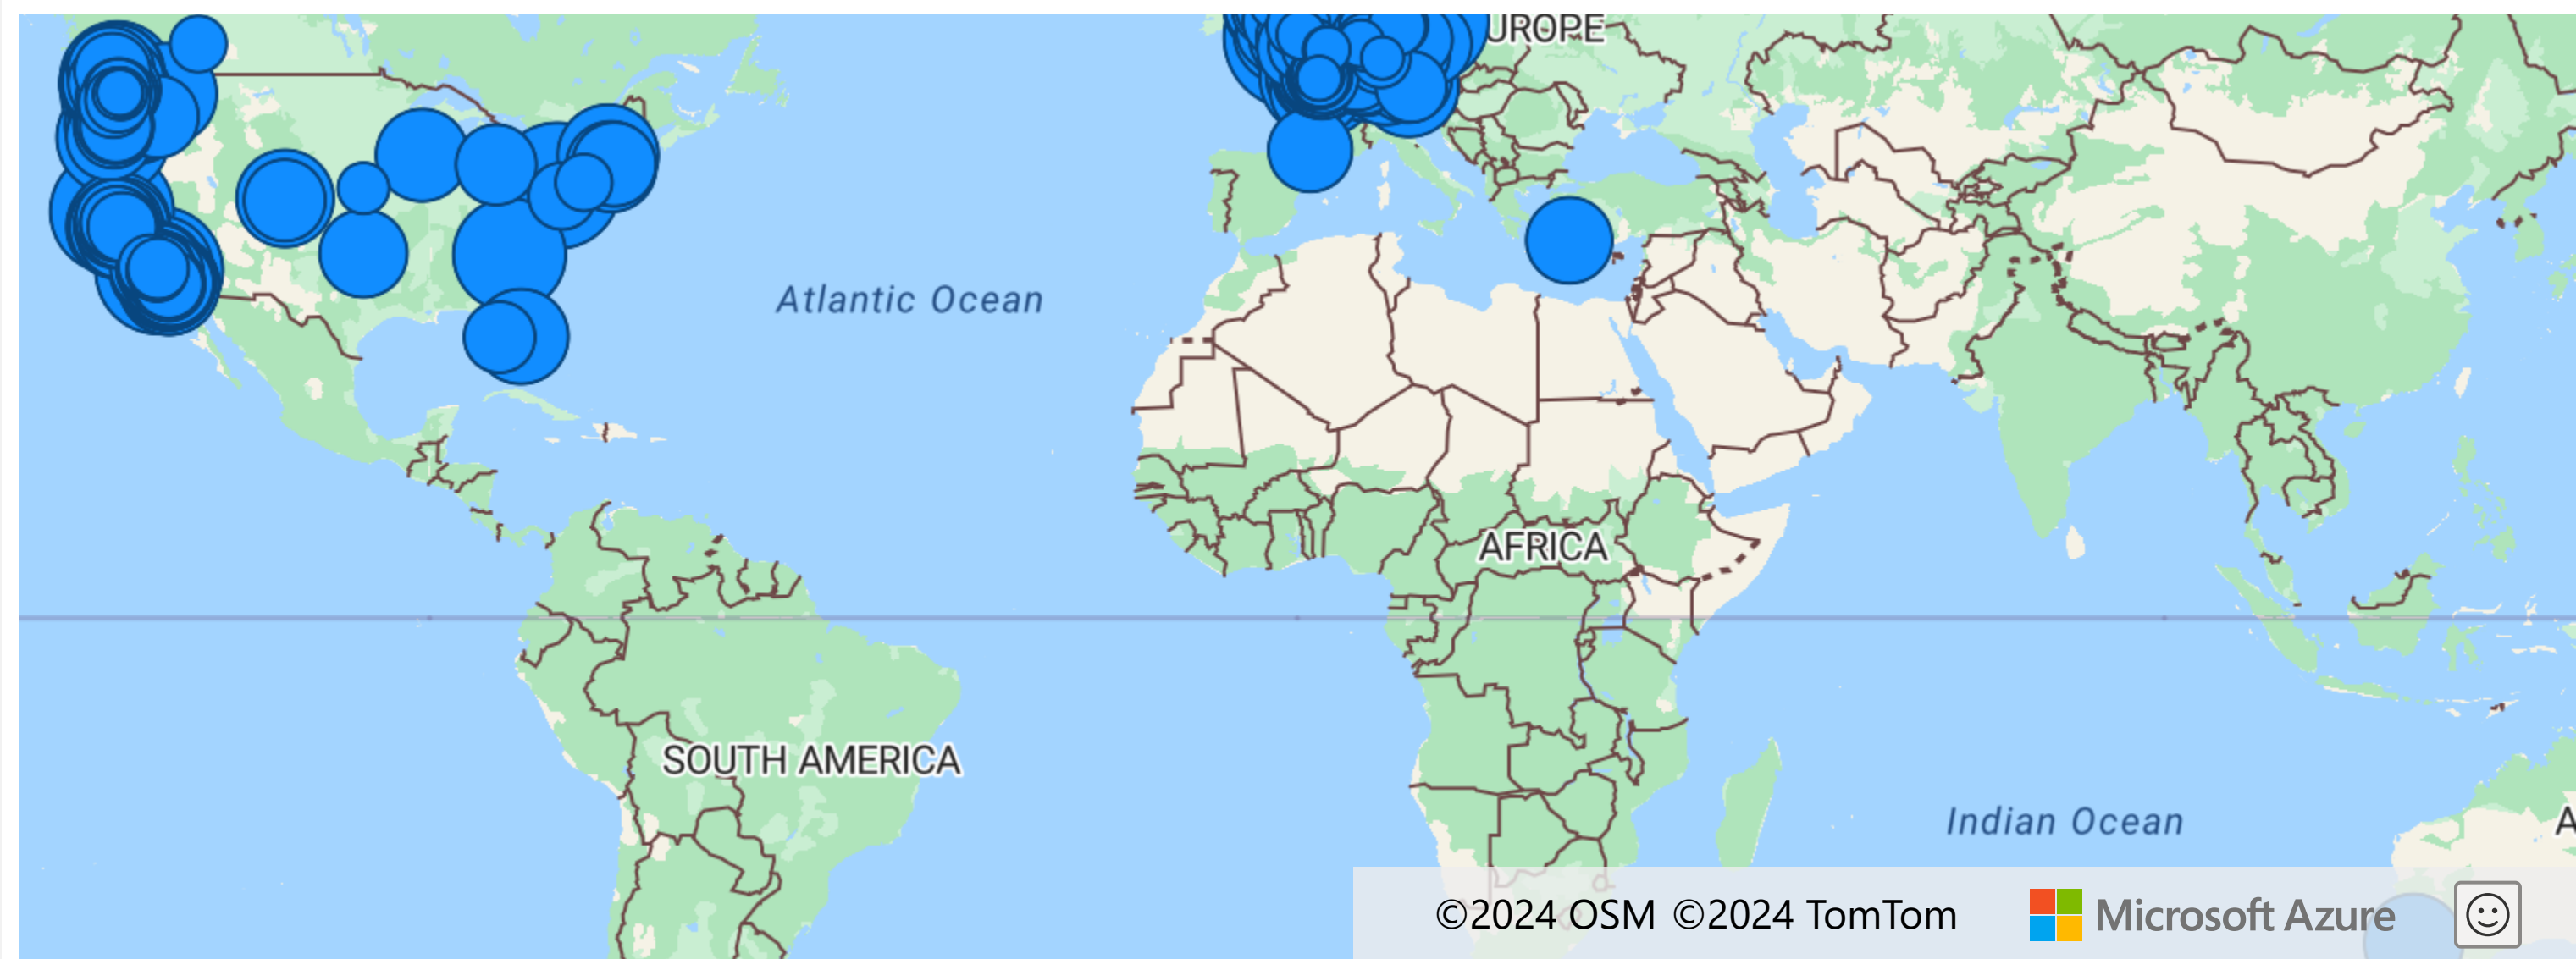 UROPE
Atlantic Ocean
AFRICA
SOUTH AMERICA
Indian Ocean
A
©2024 OSM ©2024 TomTom
Microsoft Azure